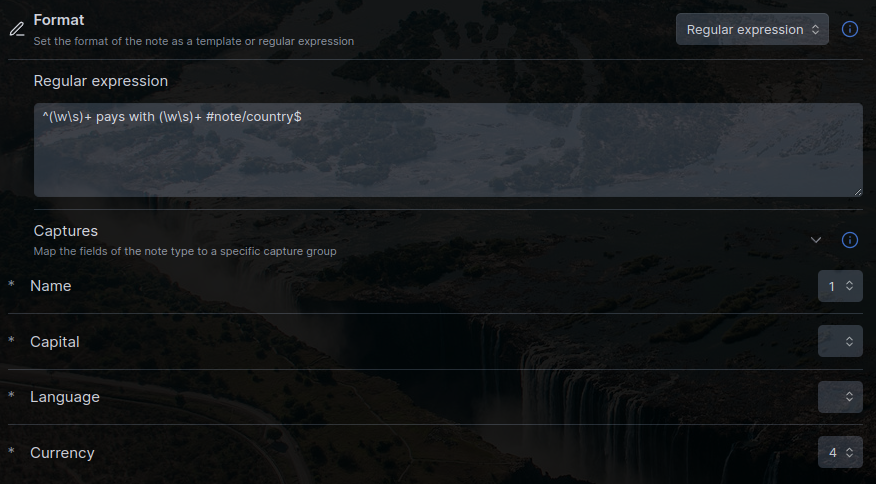 Format
Set the format of the note as a template or regular expression
Regular expression
Regular expression
^(\w\s)+ pays with (\w\s)+ #note/country$
Captures
Map the fields of the note type to a specific capture group
* Name 1
* Capital
* Language
* Currency 4